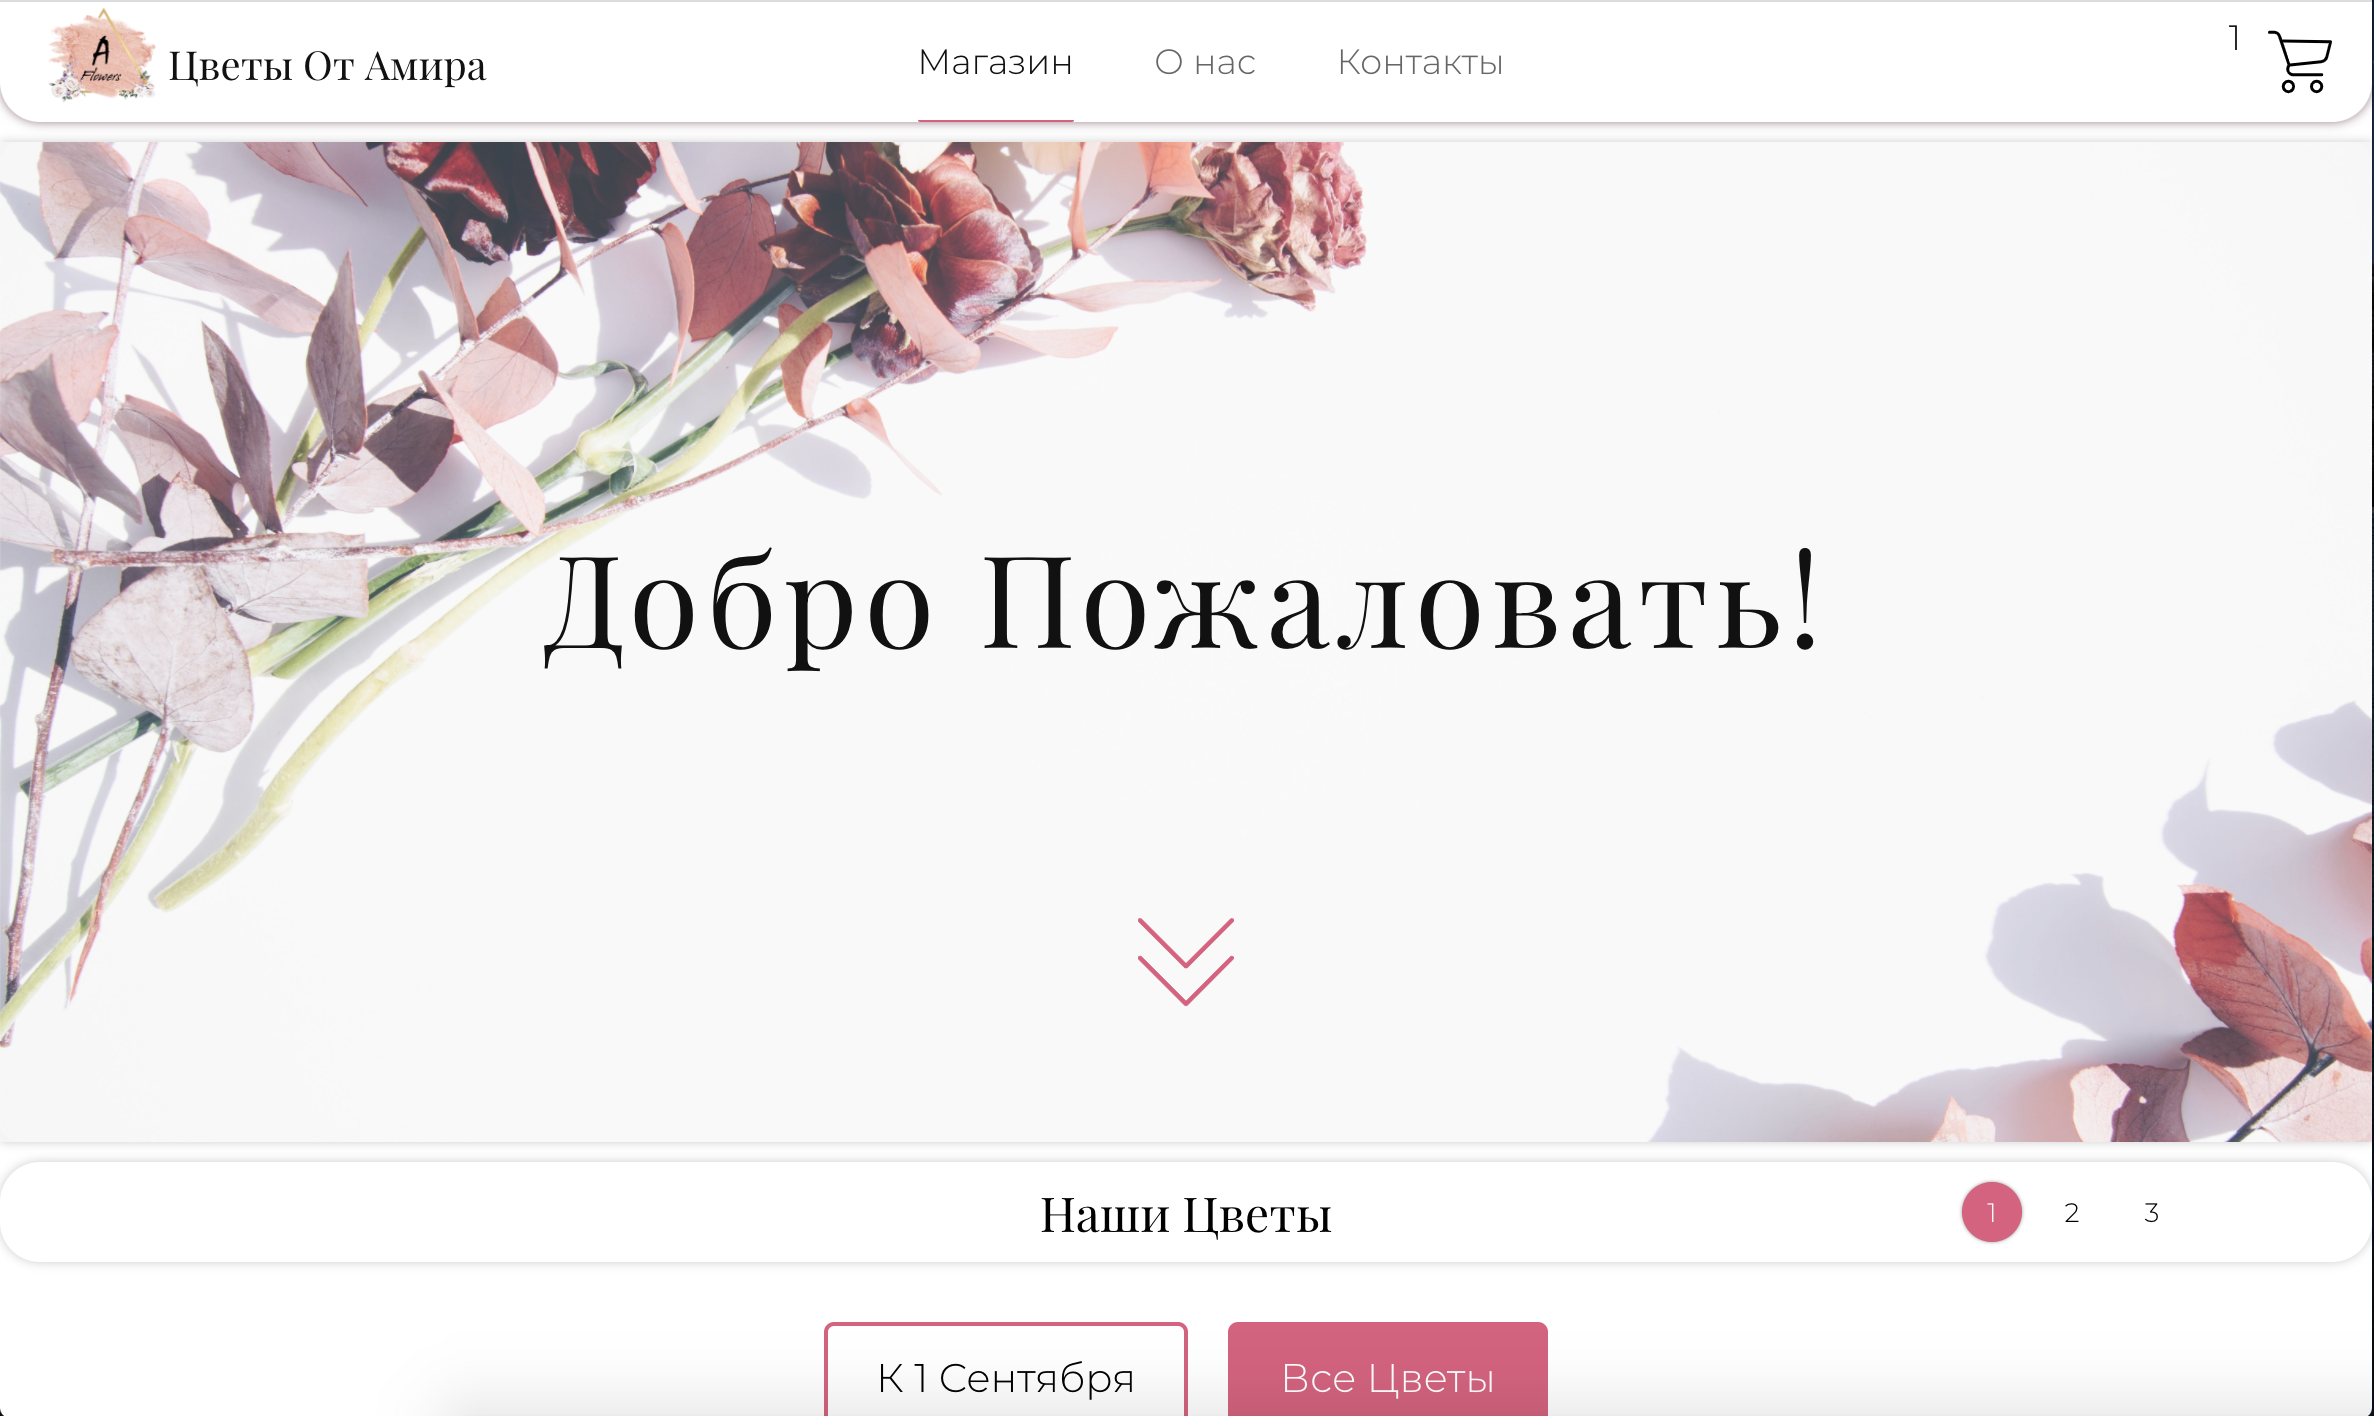 A
Flowers
Цветы От Амира
Магазин
О нас
Контакты
1
Добро Пожаловать!
Наши Цветы
1 2 3
К 1 Сентября
Все Цветы